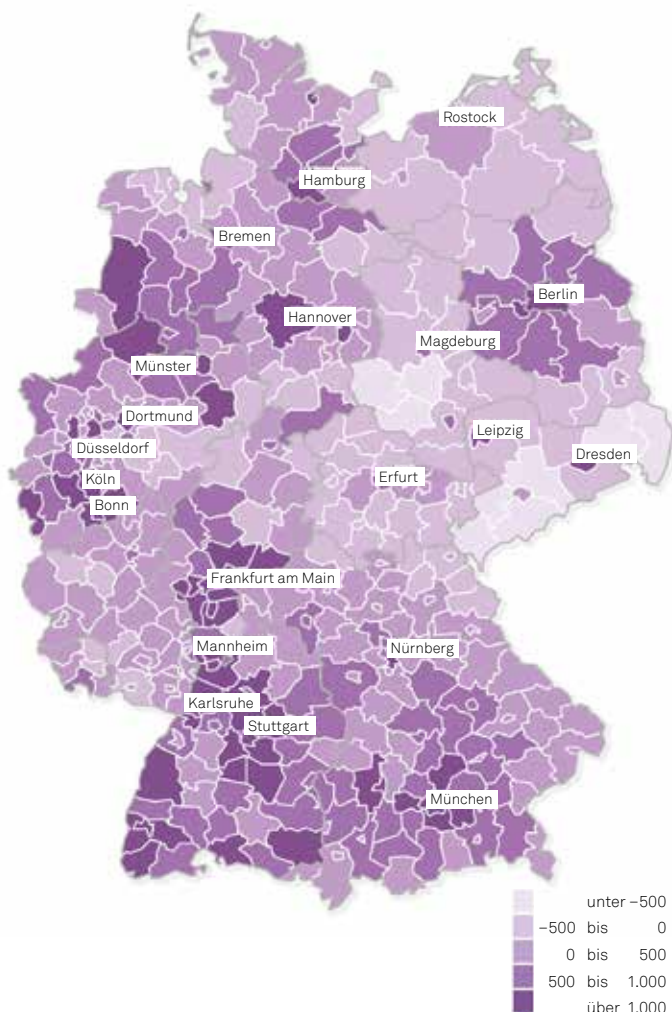 Rostock
Hamburg
Bremen
Berlin
Hannover
Magdeburg
Münster
Dortmund
Leipzig
Düsseldorf
Dresden
Köln
Erfurt
Bonn
Frankfurt am Main
Mannheim
Nürnberg
Karlsruhe
Stuttgart
München
unter –500
–500 bis 0
0 bis 500
500 bis 1.000
über 1.000